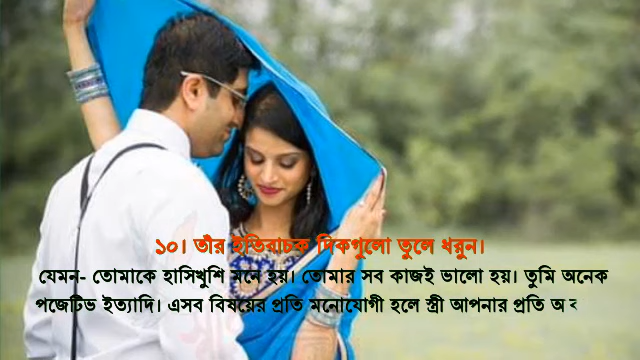 ১০। তাঁর ইতিবাচক দিকগুলো তুলে ধরুন।
যেমন- তোমাকে হাসিখুশি মনে হয়। তোমার সব কাজই ভালো হয়। তুমি অনেক
পজেটিভ ইত্যাদি। এসব বিষয়ের প্রতি মনোযোগী হলে স্ত্রী আপনার প্রতি